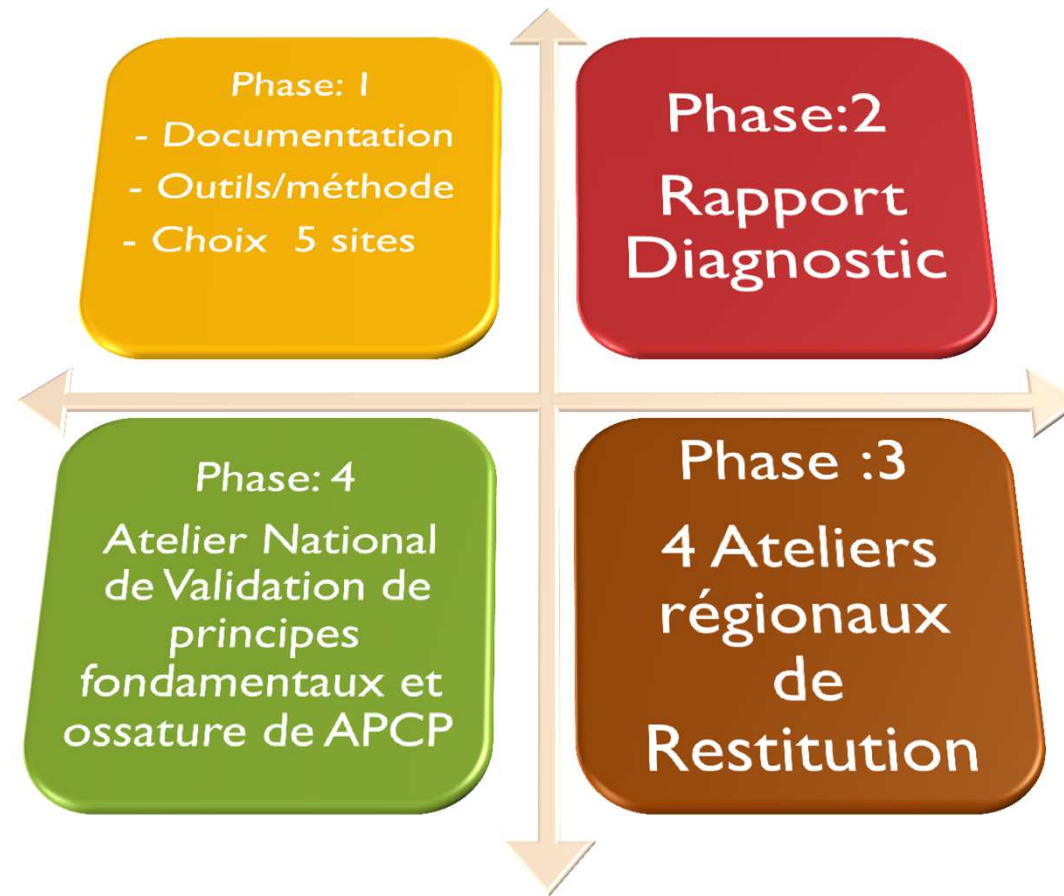 Phase: 1
- Documentation
- Outils/méthode
- Choix 5 sites
Phase:2
Rapport
Diagnostic
Phase :3
4 Ateliers
régionaux
de
Restitution
Phase: 4
Atelier National
de Validation de
principes
fondamentaux et
ossature de APCP